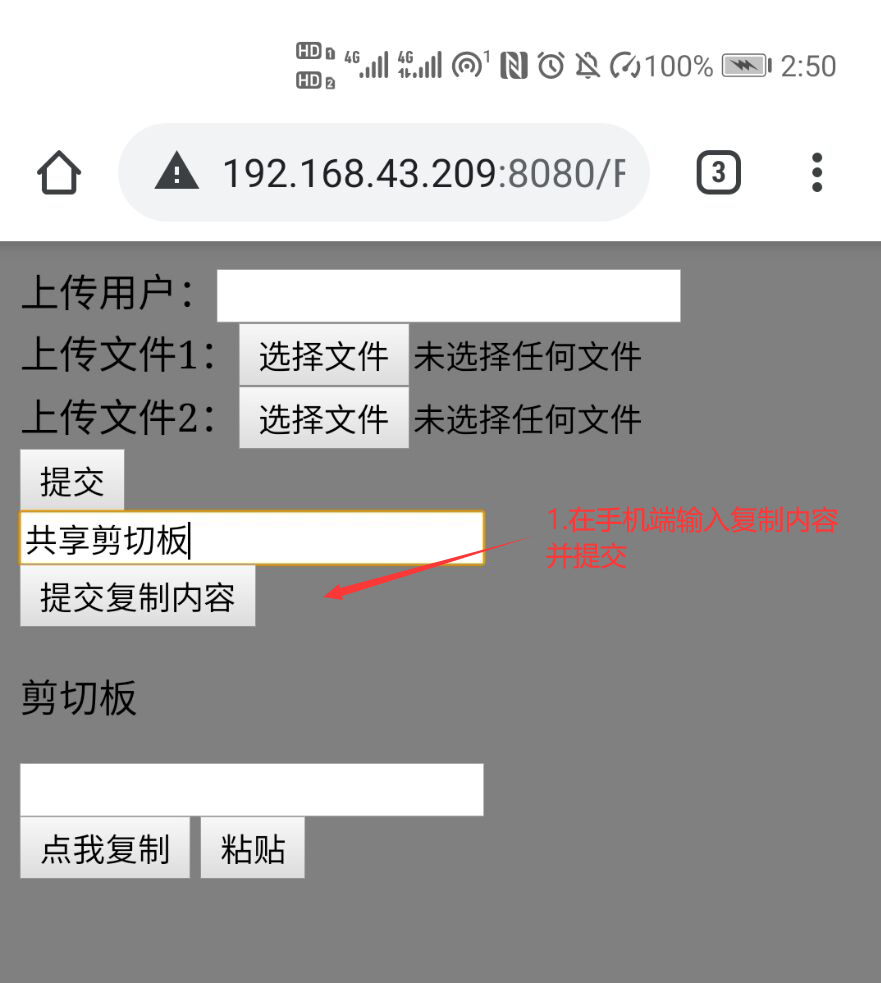 HD 1 4G 4G 1 100% 2:50
HD 2
192.168.43.209:8080/F 3
上传用户：
上传文件1： 选择文件 未选择任何文件
上传文件2： 选择文件 未选择任何文件
提交
共享剪切板
1.在手机端输入复制内容
并提交
提交复制内容
剪切板
点我复制 粘贴